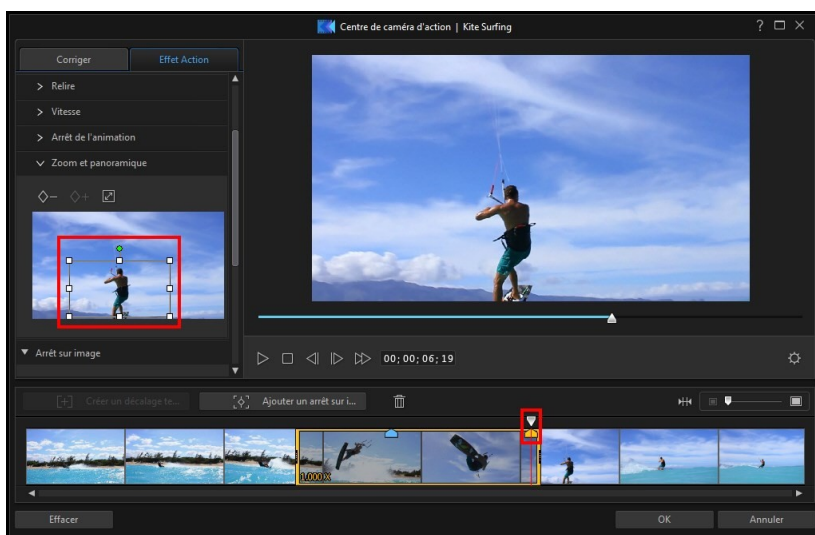 Centre de caméra d'action | Kite Surfing
?
Corriger
Effet Action
> Relire
> Vitesse
> Arrêt de l'animation
Zoom et panoramique
Arrêt sur image
00; 00; 06; 19
[+] Créer un décalage te...
Ajouter un arrêt sur i...
1.000 X
Effacer
OK
Annuler